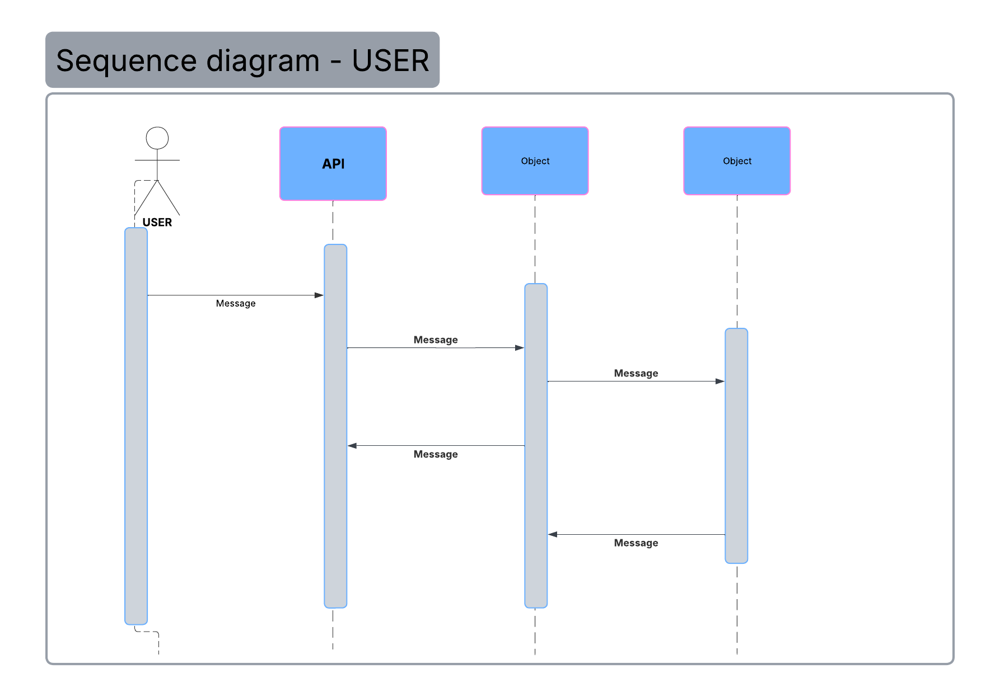 Sequence diagram - USER
API
Object
Object
USER
Message
Message
Message
Message
Message